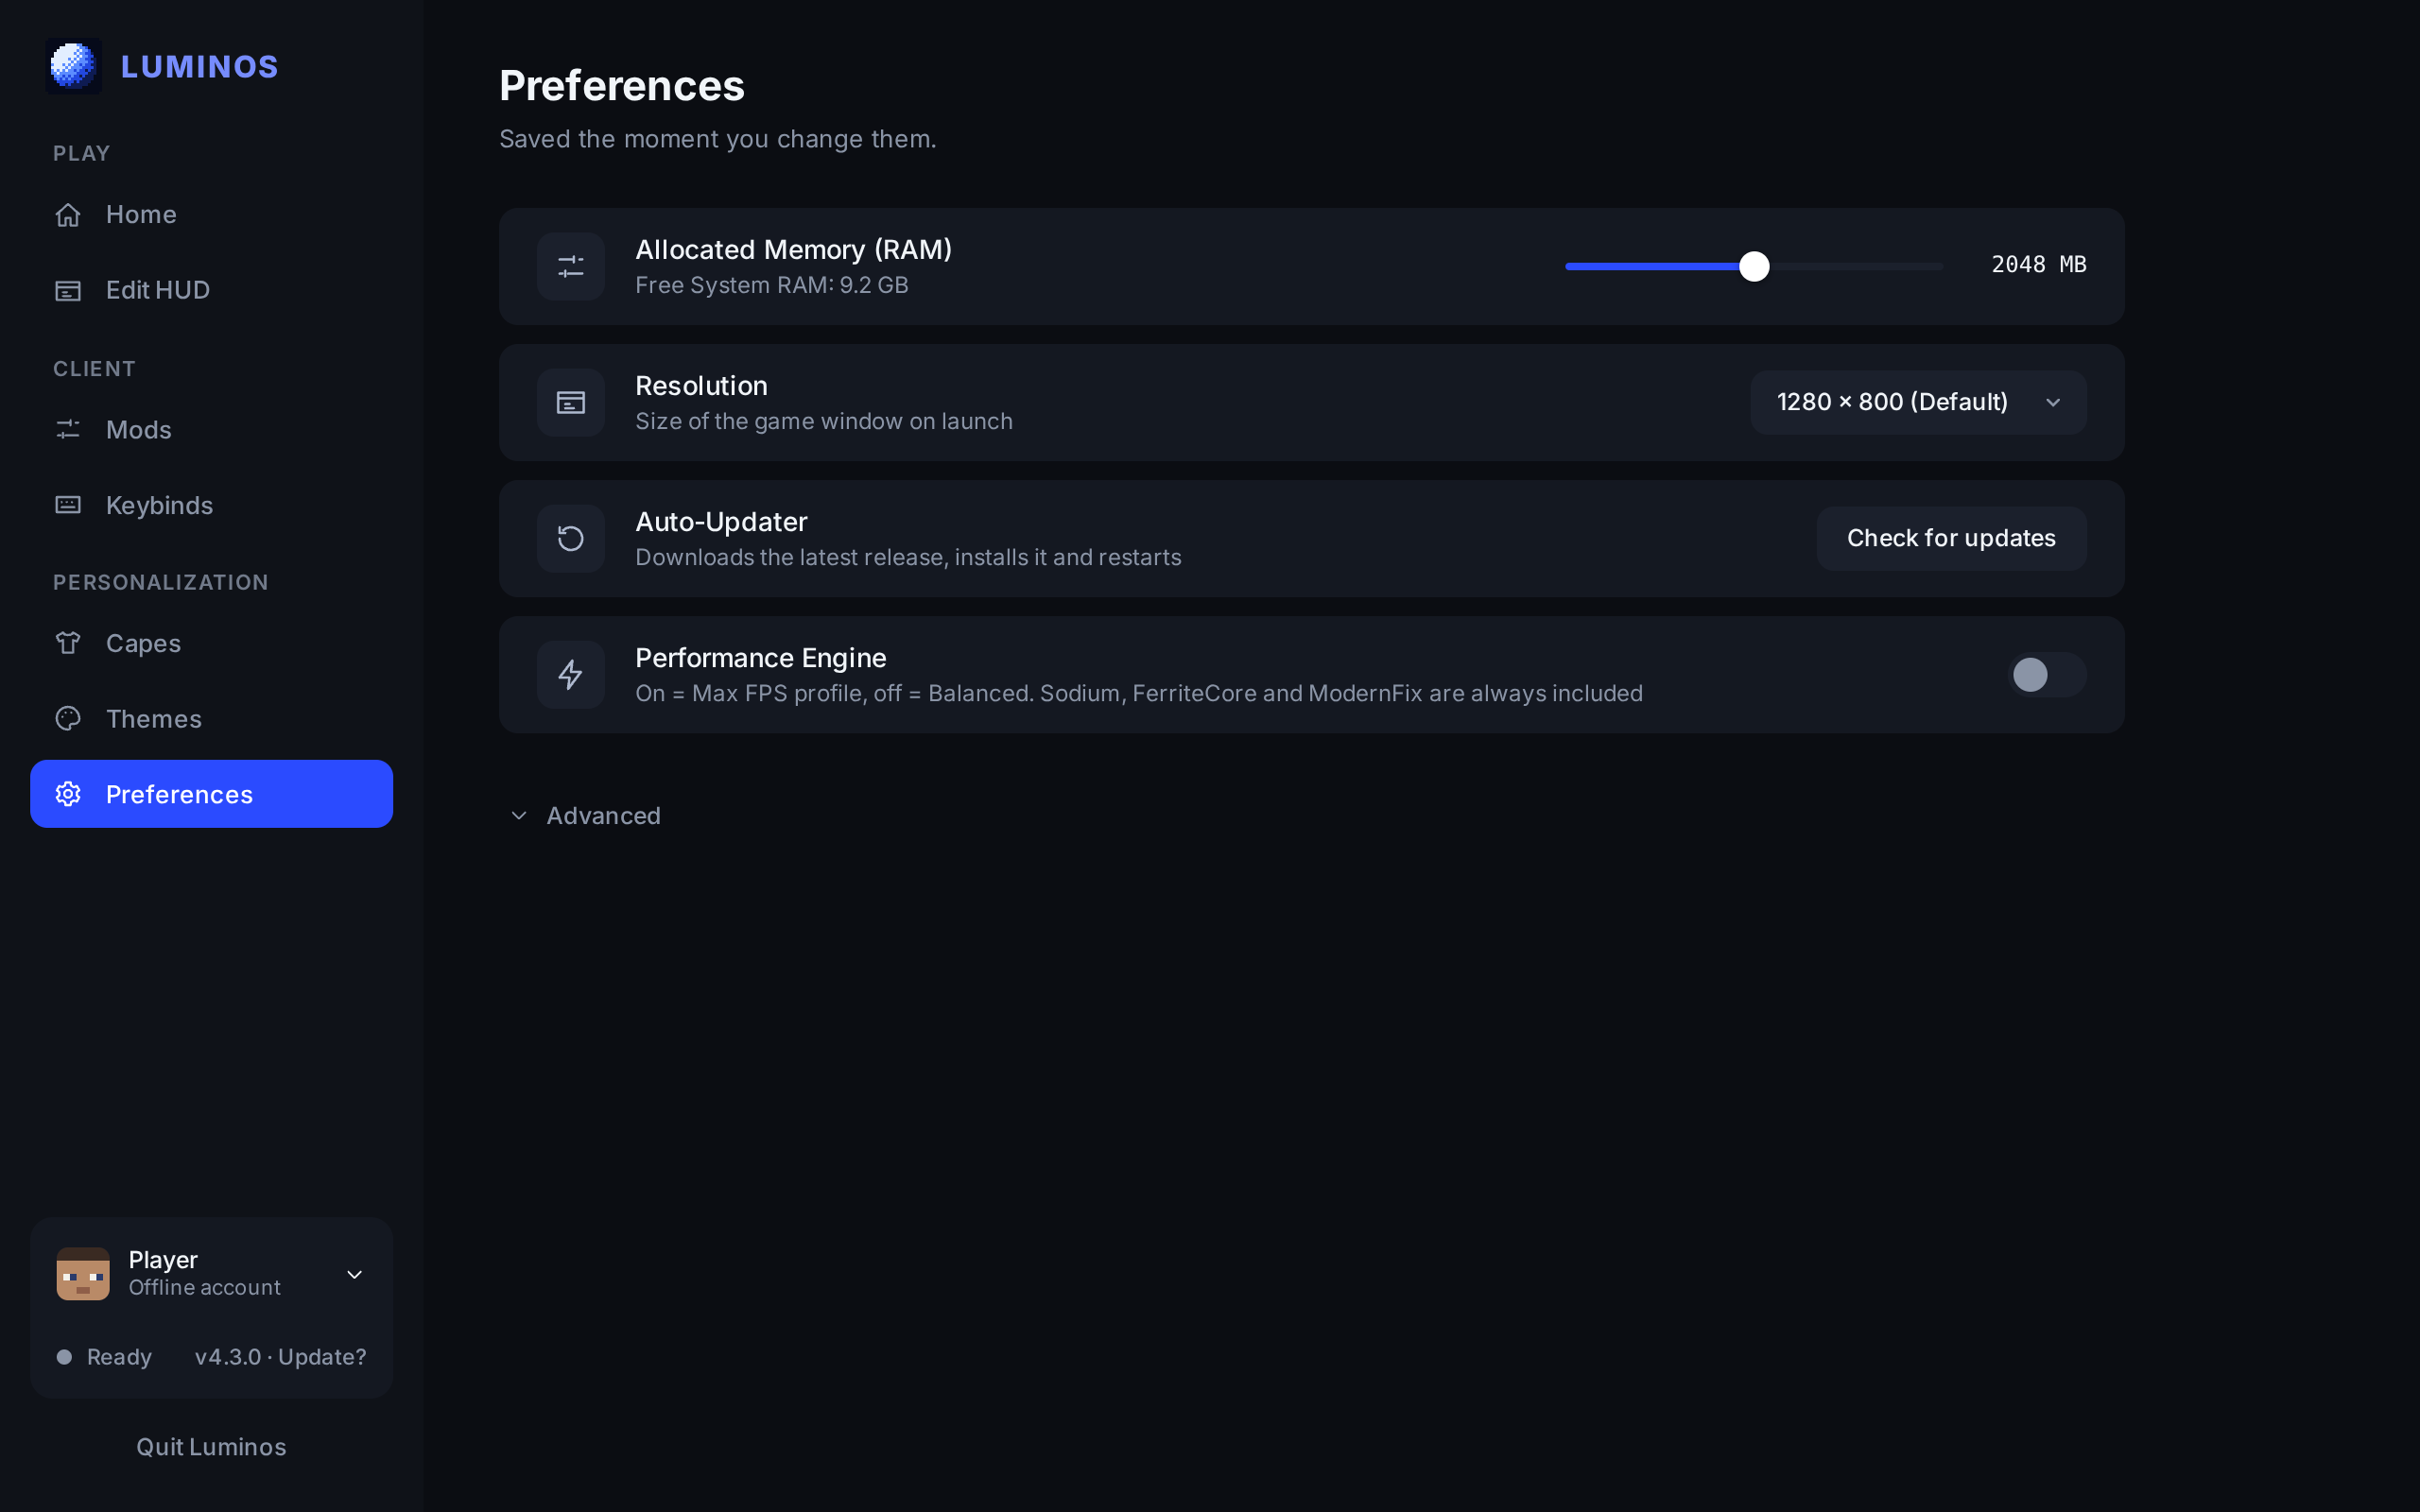 LUMINOS
PLAY
Home
Edit HUD
CLIENT
Mods
Keybinds
PERSONALIZATION
Capes
Themes
Preferences
Player
Offline account
Ready
v4.3.0 · Update?
Quit Luminos
Preferences
Saved the moment you change them.
Allocated Memory (RAM)
Free System RAM: 9.2 GB
2048 MB
Resolution
Size of the game window on launch
1280 × 800 (Default)
Auto-Updater
Downloads the latest release, installs it and restarts
Check for updates
Performance Engine
On = Max FPS profile, off = Balanced. Sodium, FerriteCore and ModernFix are always included
Advanced